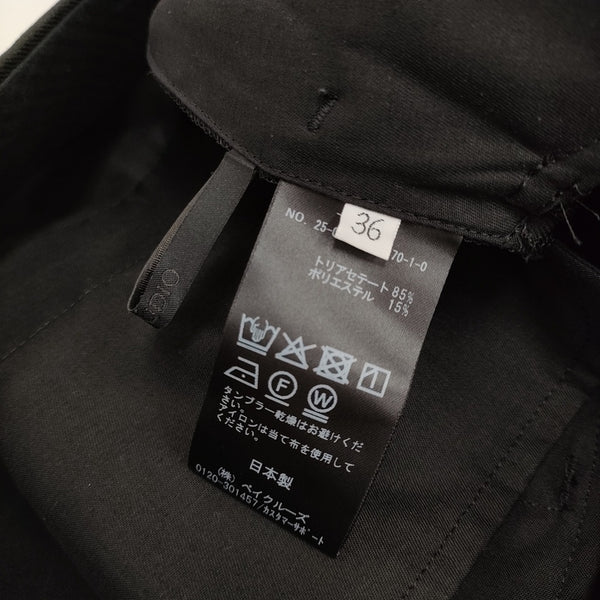 36
NO. 25-0 70-1-0
トリアセテート 85%
ポリエステル 15%
F W
タンブラー乾燥はお避けくだ
さい。
アイロンは当て布を使用して
ください。
日本製
(株) ベイクルーズ
0120-301457/カスタマーサポート